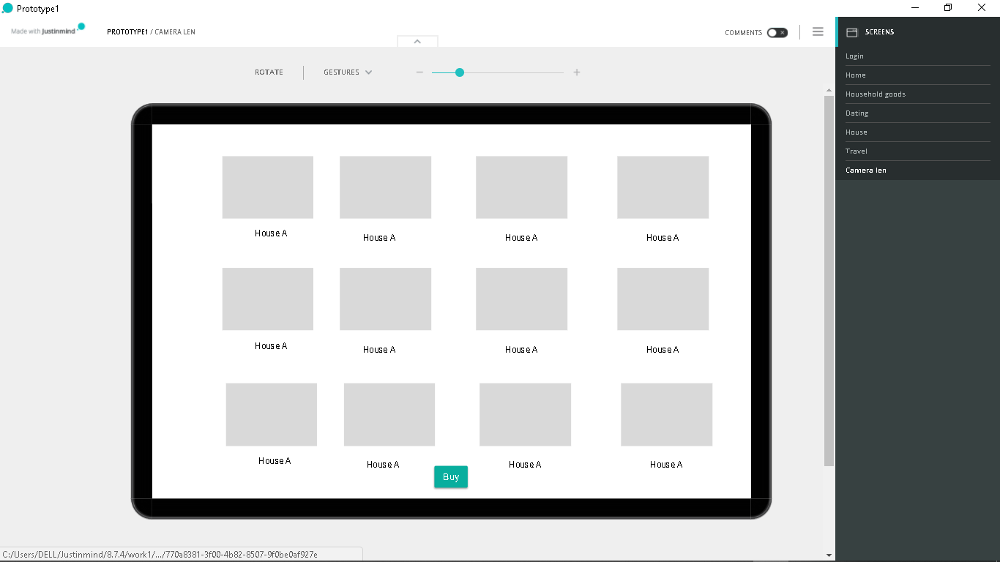 Prototype1
Made with Justinmind
PROTOTYPE1 / CAMERA LEN
COMMENTS
SCREENS
Login
Home
Household goods
Dating
House
Travel
Camera len
ROTATE
GESTURES
House A
House A
House A
House A
House A
House A
House A
House A
House A
House A
House A
House A
Buy
C:/Users/DELL/Justinmind/8.7.4/work1/.../770a8381-3f00-4b82-8507-9f0be0af927e